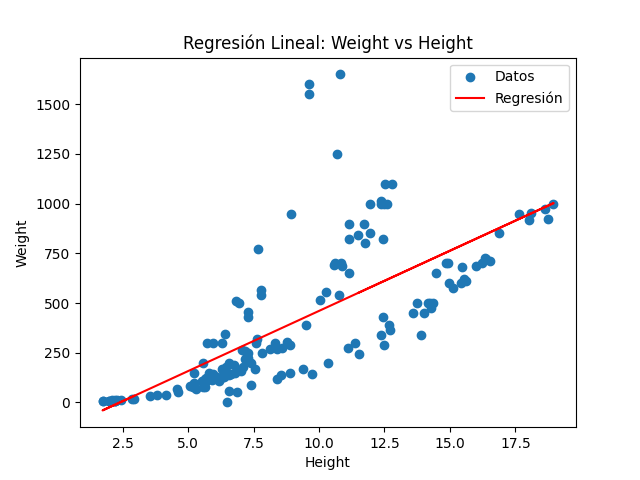 Regresión Lineal: Weight vs Height
Datos
Regresión
Weight
1500
1250
1000
750
500
250
0
2.5 5.0 7.5 10.0 12.5 15.0 17.5
Height